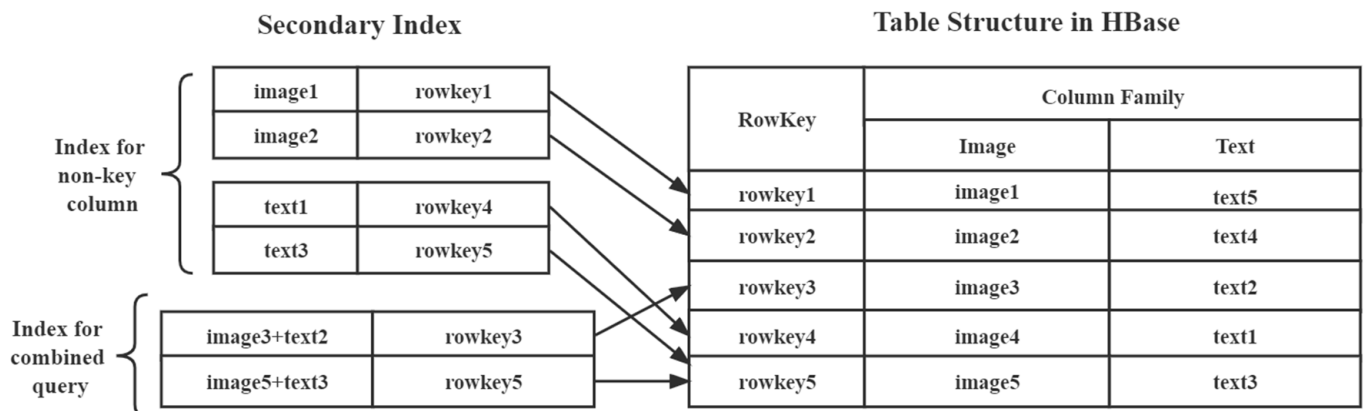 Secondary Index
Table Structure in HBase
Index for
non-key
column
image1 rowkey1
image2 rowkey2
text1 rowkey4
text3 rowkey5
Index for
combined
query
image3+text2 rowkey3
image5+text3 rowkey5
RowKey Column Family
Image Text
rowkey1 image1 text5
rowkey2 image2 text4
rowkey3 image3 text2
rowkey4 image4 text1
rowkey5 image5 text3